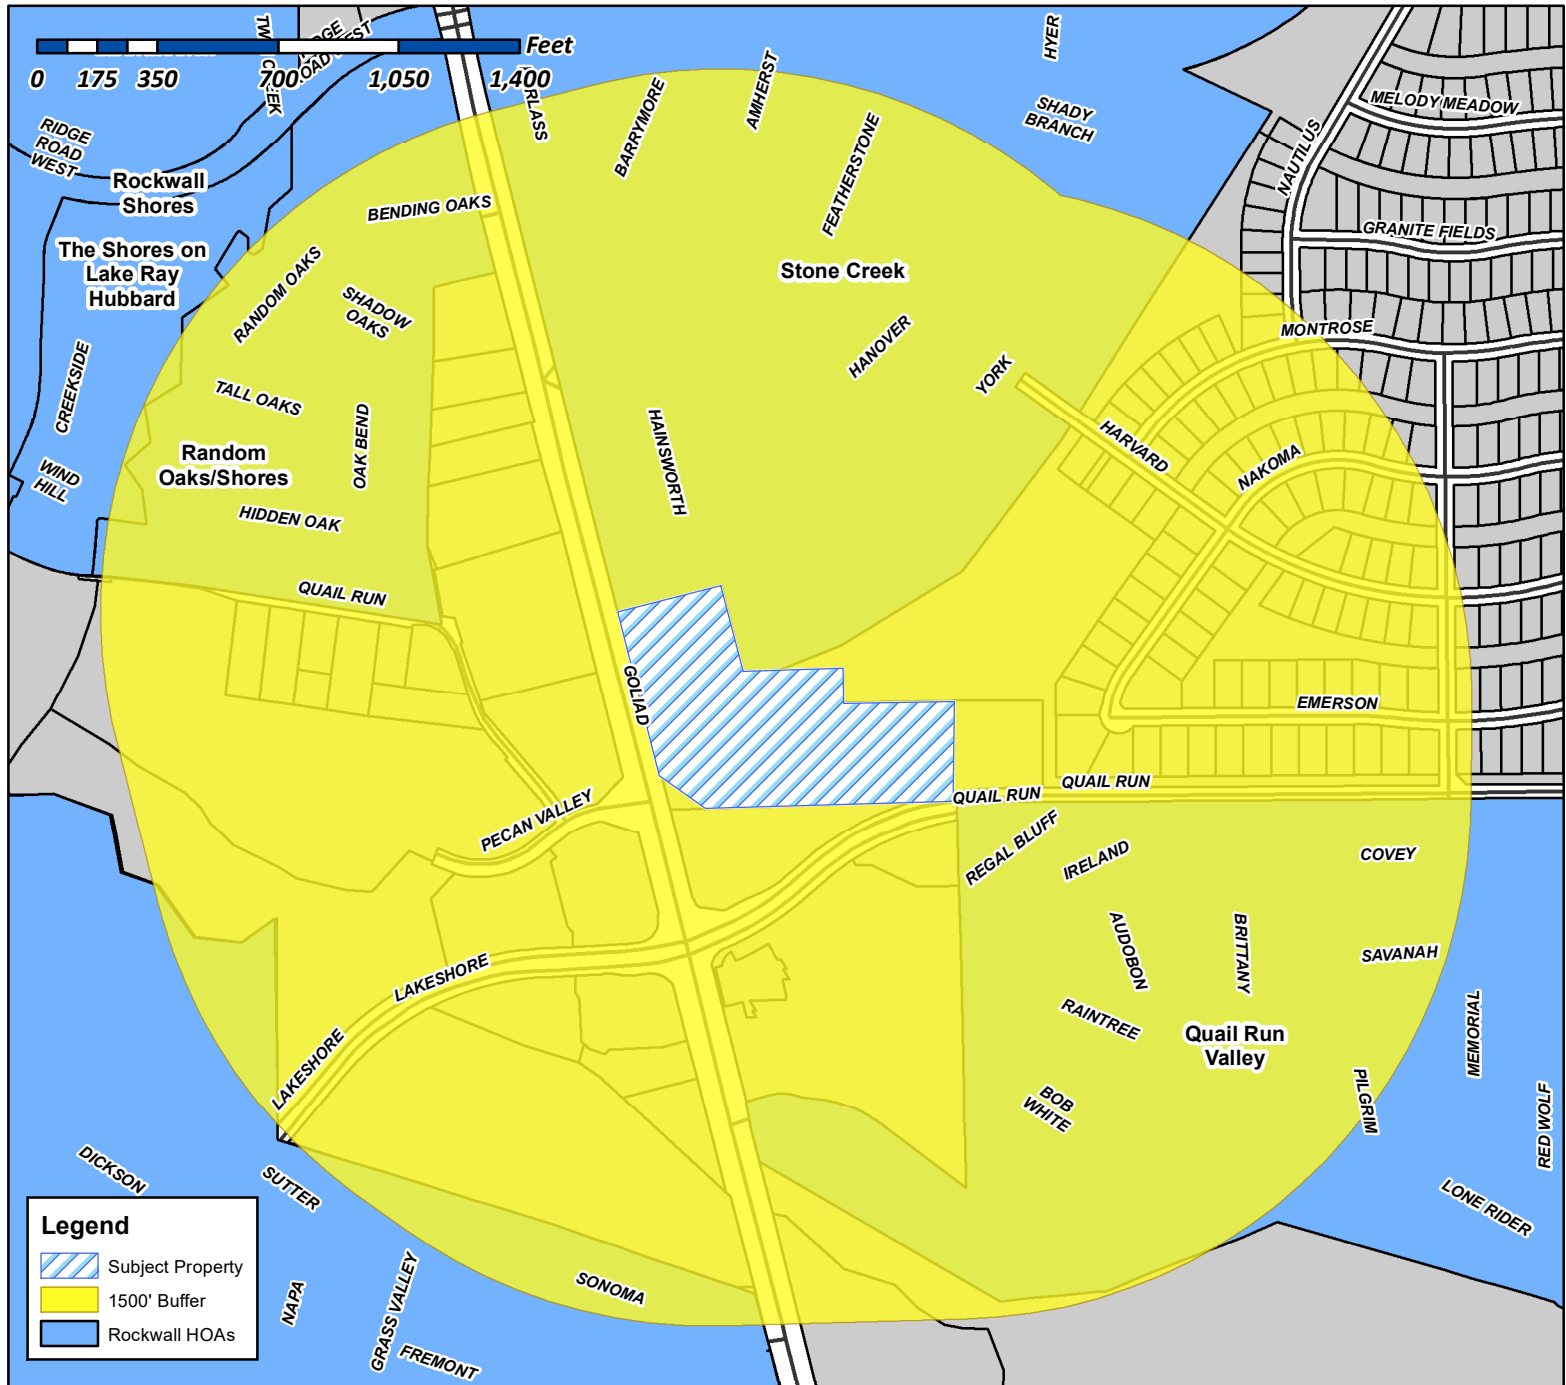 Feet
0 175 350 700 1,050 1,400
RIDGE
ROAD
WEST
Rockwall
Shores
The Shores on
Lake Ray
Hubbard
BARRYMORE
AMHERST
FEATHERSTONE
HYER
SHADY
BRANCH
NAUTILUS
MELODY MEADOW
GRANITE FIELDS
MONTROSE
BENDING OAKS
RANDOM OAKS
SHADOW
OAKS
Stone Creek
HANOVER
YORK
CREEKSIDE
TALL OAKS
OAK BEND
HAINSWORTH
HARVARD
NAKOMA
Random
Oaks/Shores
WIND
HILL
HIDDEN OAK
QUAIL RUN
GOLIAD
EMERSON
QUAIL RUN
QUAIL RUN
PECAN VALLEY
REGAL BLUFF
IRELAND
COVEY
AUDOBON
BRITTANY
SAVANAH
LAKESHORE
LAKESHORE
RAINTREE
Quail Run
Valley
MEMORIAL
BOB
WHITE
PILGRIM
RED WOLF
LONE RIDER
DICKSON
SUTTER
NAPA
GRASS VALLEY
FREMONT
SONOMA
Legend
Subject Property
1500' Buffer
Rockwall HOAs